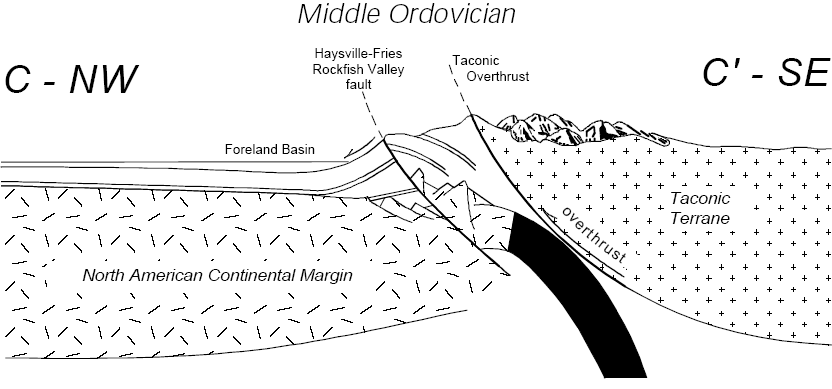 Middle Ordovician
C - NW
Haysville-Fries
Rockfish Valley
fault
Taconic
Overthrust
C' - SE
Foreland Basin
Taconic
Terrane
overthrust
North American Continental Margin